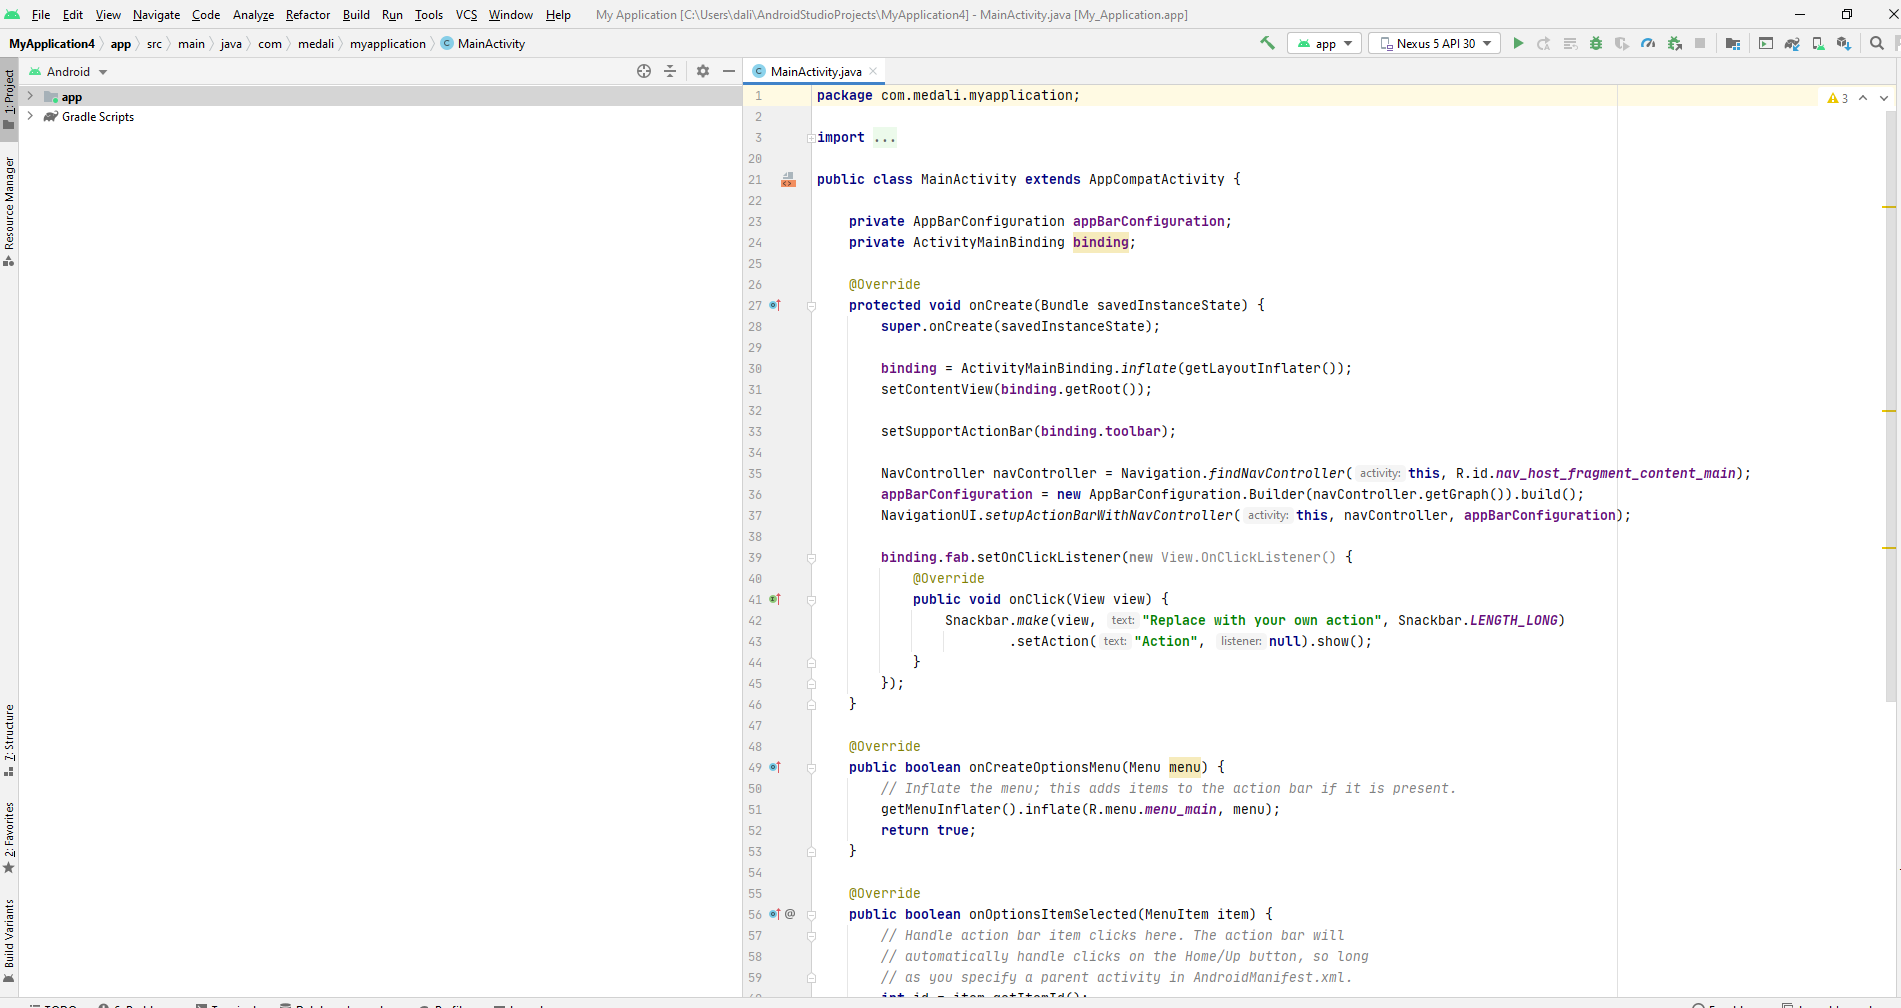 File Edit View Navigate Code Analyze Refactor Build Run Tools VCS Window Help My Application [C:\Users\dali\AndroidStudioProjects\MyApplication4] - MainActivity.java [My_Application.app]
MyApplication4 app src main java com medali myapplication MainActivity app Nexus 5 API 30
Android MainActivity.java
1: Project
Resource Manager
7: Structure
2: Favorites
Build Variants
app
Gradle Scripts
3
1 package com.medali.myapplication;
2
3 import ...
20
21 public class MainActivity extends AppCompatActivity {
22
23 private AppBarConfiguration appBarConfiguration;
24 private ActivityMainBinding binding;
25
26 @Override
27 protected void onCreate(Bundle savedInstanceState) {
28 super.onCreate(savedInstanceState);
29
30 binding = ActivityMainBinding.inflate(getLayoutInflater());
31 setContentView(binding.getRoot());
32
33 setSupportActionBar(binding.toolbar);
34
35 NavController navController = Navigation.findNavController( activity: this, R.id.nav_host_fragment_content_main);
36 appBarConfiguration = new AppBarConfiguration.Builder(navController.getGraph()).build();
37 NavigationUI.setupActionBarWithNavController( activity: this, navController, appBarConfiguration);
38
39 binding.fab.setOnClickListener(new View.OnClickListener() {
40 @Override
41 public void onClick(View view) {
42 Snackbar.make(view, text: "Replace with your own action", Snackbar.LENGTH_LONG)
43 .setAction( text: "Action", listener: null).show();
44 }
45 });
46 }
47
48 @Override
49 public boolean onCreateOptionsMenu(Menu menu) {
50 // Inflate the menu; this adds items to the action bar if it is present.
51 getMenuInflater().inflate(R.menu.menu_main, menu);
52 return true;
53 }
54
55 @Override
56 @ public boolean onOptionsItemSelected(MenuItem item) {
57 // Handle action bar item clicks here. The action bar will
58 // automatically handle clicks on the Home/Up button, so long
59 // as you specify a parent activity in AndroidManifest.xml.
int id = item.getItemId();